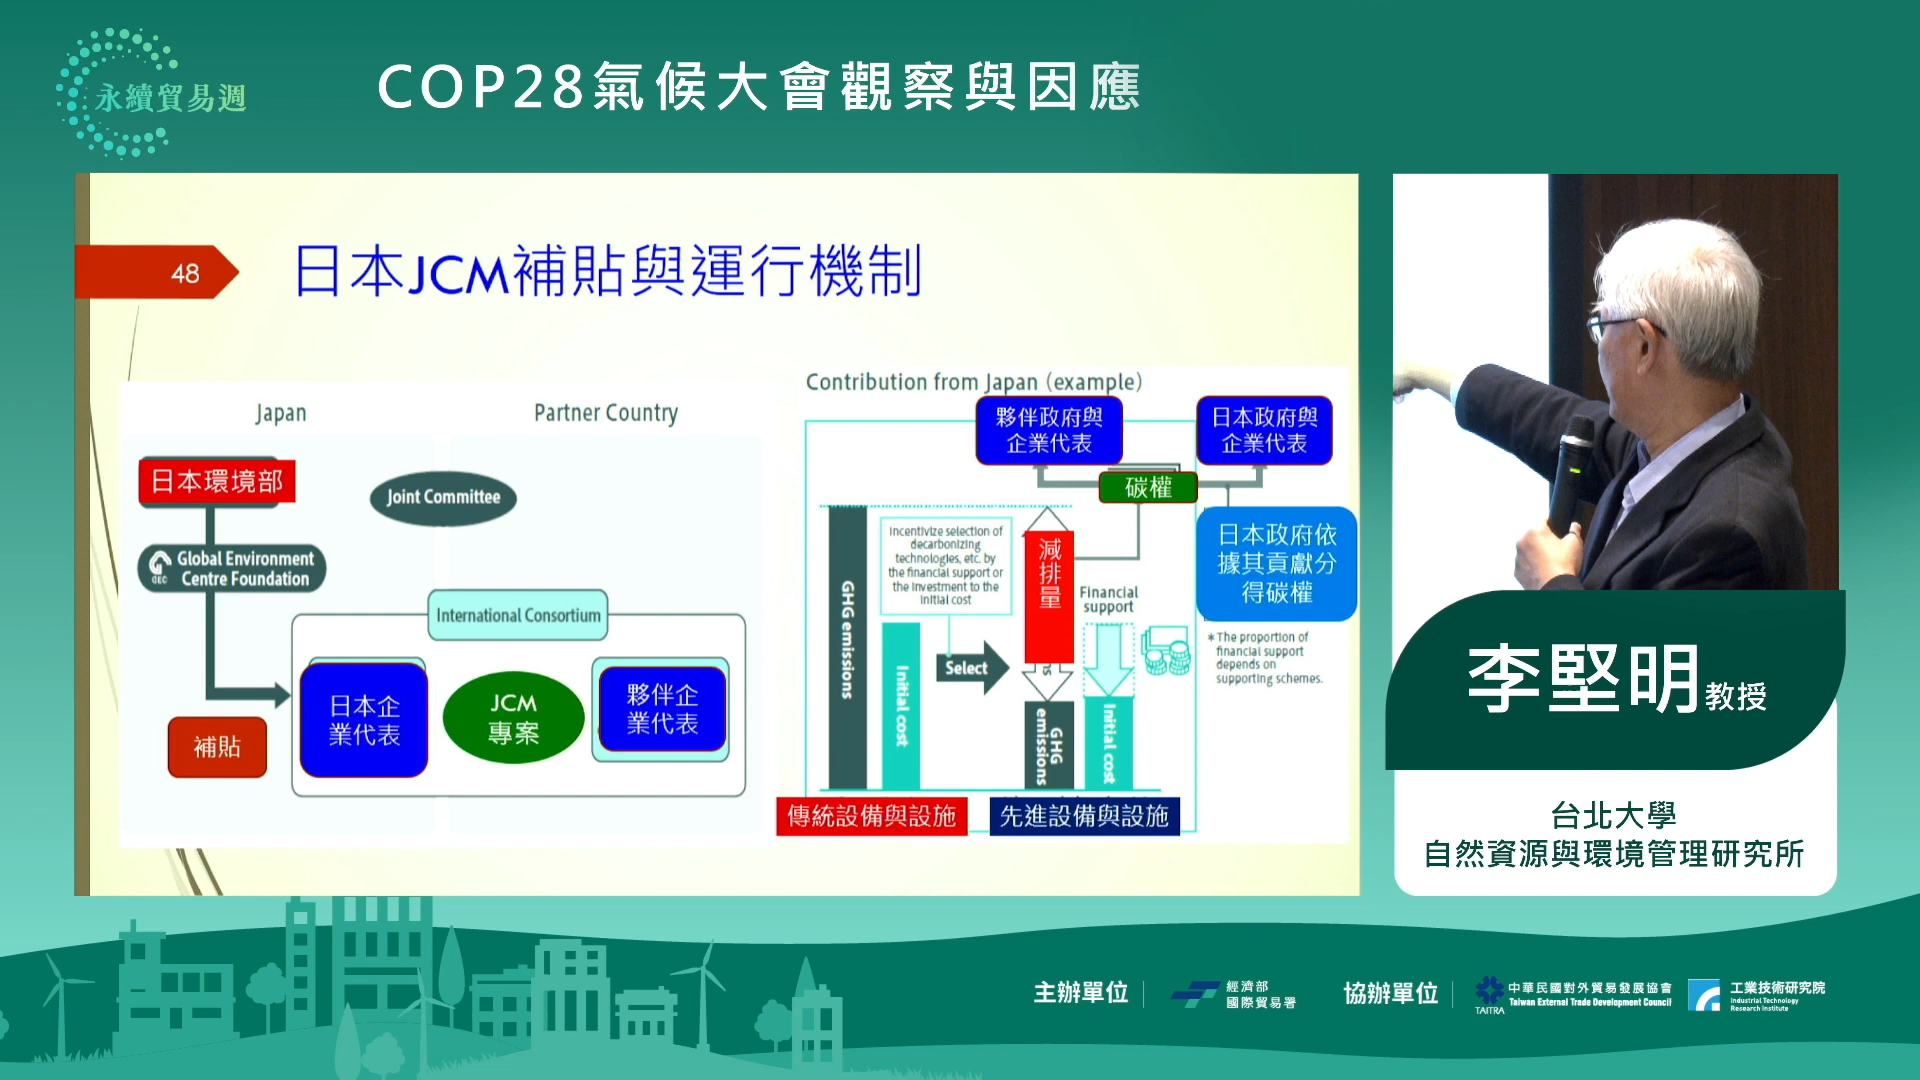 永續貿易週
COP28氣候大會觀察與因應
48
日本JCM補貼與運行機制
Japan
Partner Country
日本環境部
Joint Committee
GEC
Global Environment
Centre Foundation
International Consortium
補貼
日本企
業代表
JCM
專案
夥伴企
業代表
Contribution from Japan (example)
夥伴政府與
企業代表
日本政府與
企業代表
碳權
日本政府依
據其貢獻分
得碳權
GHG emissions
Incentivize selection of
decarbonizing
technologies, etc. by
the financial support or
the investment to the
initial cost
Initial cost
Select
減排量
GHG
emissions
Financial
support
Initial cost
*The proportion of
financial support
depends on
supporting schemes.
傳統設備與設施
先進設備與設施
李堅明教授
台北大學
自然資源與環境管理研究所
主辦單位
經濟部
國際貿易署
協辦單位
TAITRA
中華民國對外貿易發展協會
Taiwan External Trade Development Council
工業技術研究院
Industrial Technology
Research Institute